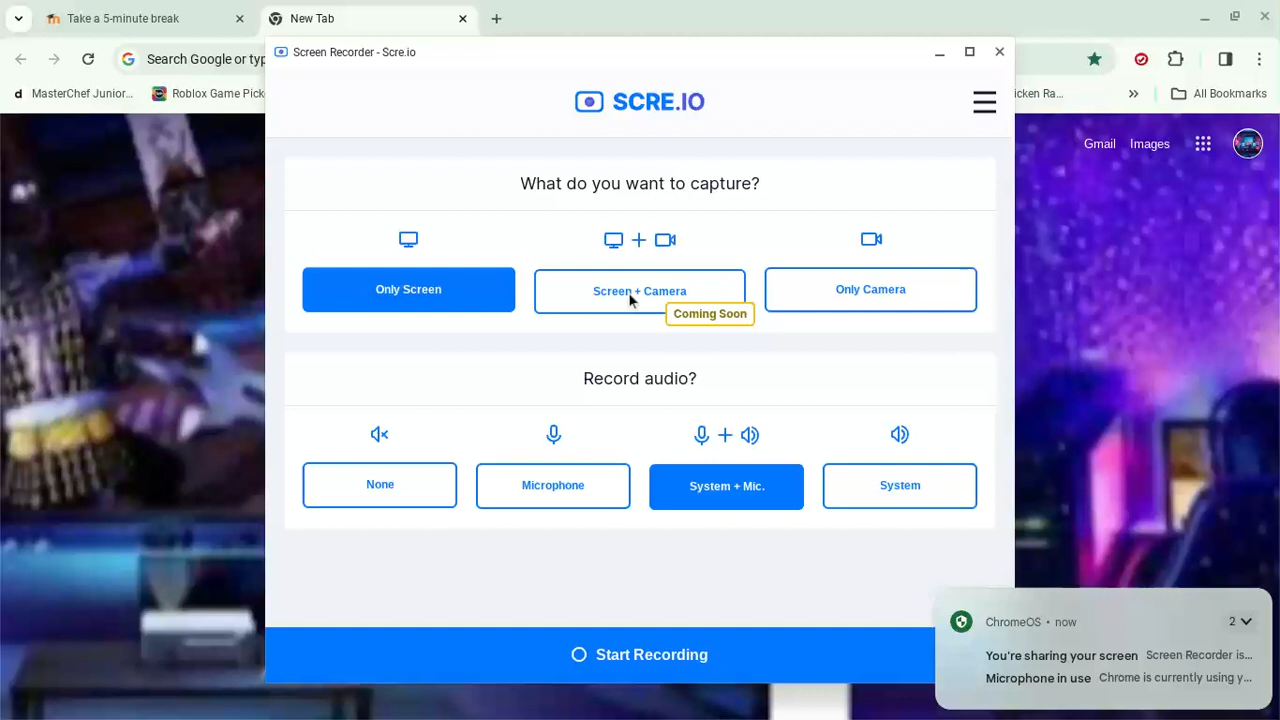 Take a 5-minute break
New Tab
Search Google or typ
Screen Recorder - Scre.io
MasterChef Junior...
Roblox Game Pick
icken Ra...
All Bookmarks
SCRE.IO
Gmail
Images
What do you want to capture?
Only Screen
Screen + Camera
Only Camera
Coming Soon
Record audio?
None
Microphone
System + Mic.
System
Start Recording
ChromeOS • now
2
You're sharing your screen Screen Recorder is...
Microphone in use Chrome is currently using y...